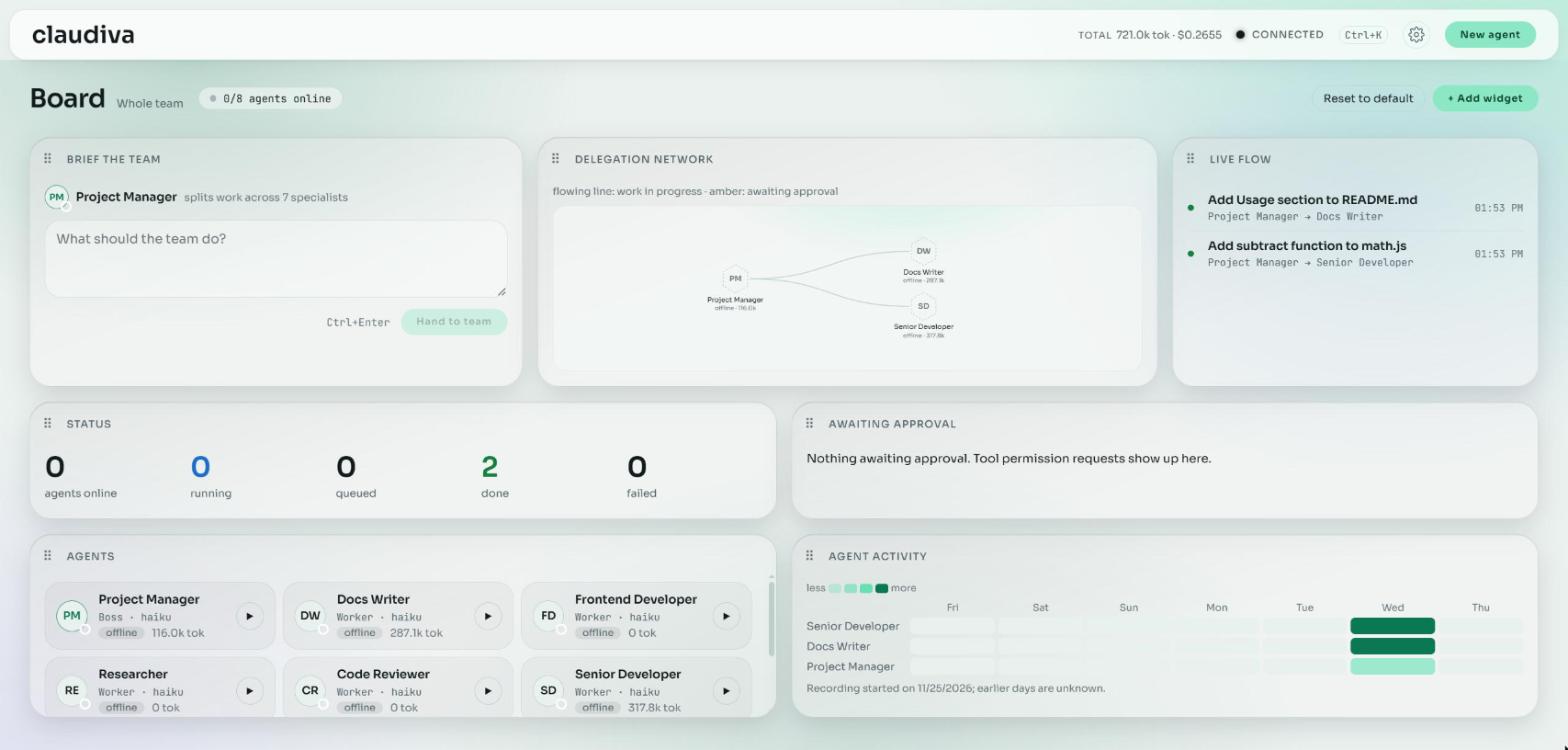 claudiva
TOTAL 721.0k tok · $0.2655
CONNECTED
Ctrl+K
New agent
Board
Whole team
0/8 agents online
Reset to default
+ Add widget
BRIEF THE TEAM
PM
Project Manager splits work across 7 specialists
What should the team do?
Ctrl+Enter
Hand to team
DELEGATION NETWORK
flowing line: work in progress · amber: awaiting approval
PM
Project Manager
offline · 116.0k
DW
Docs Writer
offline · 287.1k
SD
Senior Developer
offline · 317.8k
LIVE FLOW
Add Usage section to README.md
Project Manager → Docs Writer
01:53 PM
Add subtract function to math.js
Project Manager → Senior Developer
01:53 PM
STATUS
0
agents online
0
running
0
queued
2
done
0
failed
AWAITING APPROVAL
Nothing awaiting approval. Tool permission requests show up here.
AGENTS
PM
Project Manager
Boss · haiku
offline 116.0k tok
DW
Docs Writer
Worker · haiku
offline 287.1k tok
FD
Frontend Developer
Worker · haiku
offline 0 tok
RE
Researcher
Worker · haiku
offline 0 tok
CR
Code Reviewer
Worker · haiku
offline 0 tok
SD
Senior Developer
Worker · haiku
offline 317.8k tok
AGENT ACTIVITY
less more
Fri Sat Sun Mon Tue Wed Thu
Senior Developer
Docs Writer
Project Manager
Recording started on 11/25/2026; earlier days are unknown.